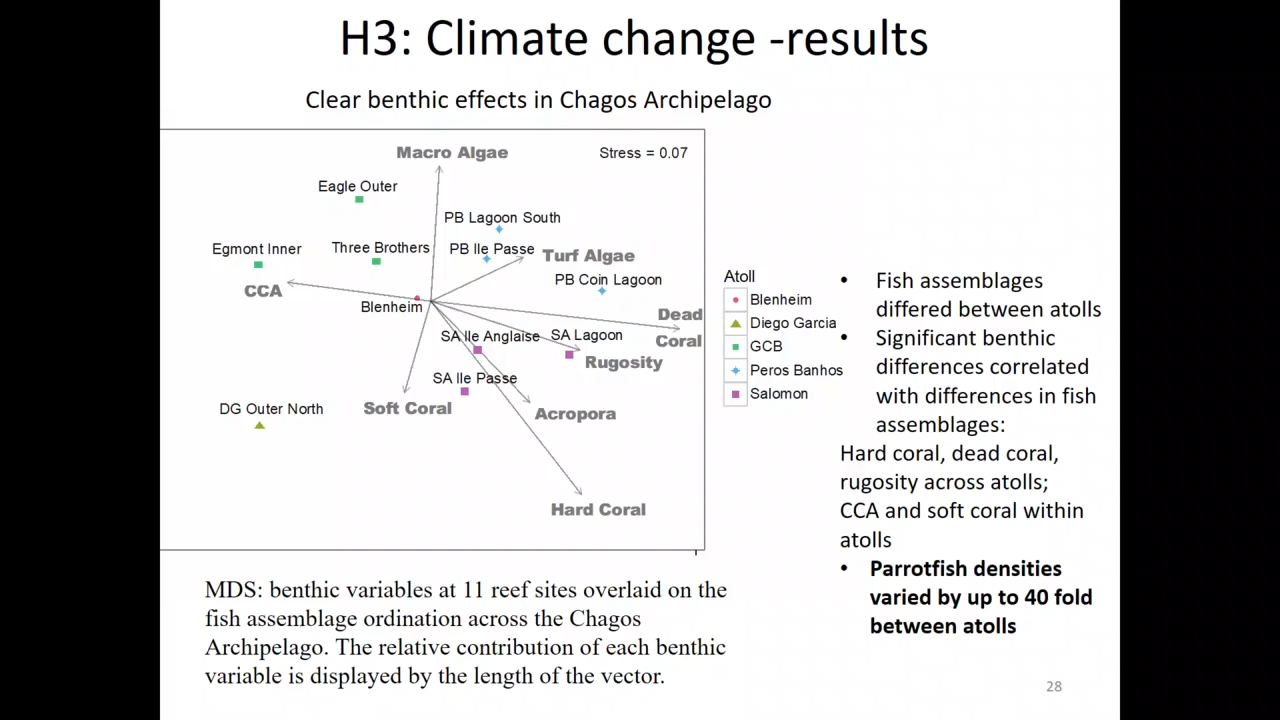 H3: Climate change -results
Clear benthic effects in Chagos Archipelago
Macro Algae
Stress = 0.07
Eagle Outer
PB Lagoon South
Egmont Inner
Three Brothers
PB Ile Passe
Turf Algae
PB Coin Lagoon
CCA
Blenheim
Dead
Coral
SA Ile Anglaise
SA Lagoon
Rugosity
SA Ile Passe
DG Outer North
Soft Coral
Acropora
Hard Coral
Atoll
Blenheim
Diego Garcia
GCB
Peros Banhos
Salomon
• Fish assemblages
differed between atolls
• Significant benthic
differences correlated
with differences in fish
assemblages:
Hard coral, dead coral,
rugosity across atolls;
CCA and soft coral within
atolls
• Parrotfish densities
varied by up to 40 fold
between atolls
MDS: benthic variables at 11 reef sites overlaid on the
fish assemblage ordination across the Chagos
Archipelago. The relative contribution of each benthic
variable is displayed by the length of the vector.
28